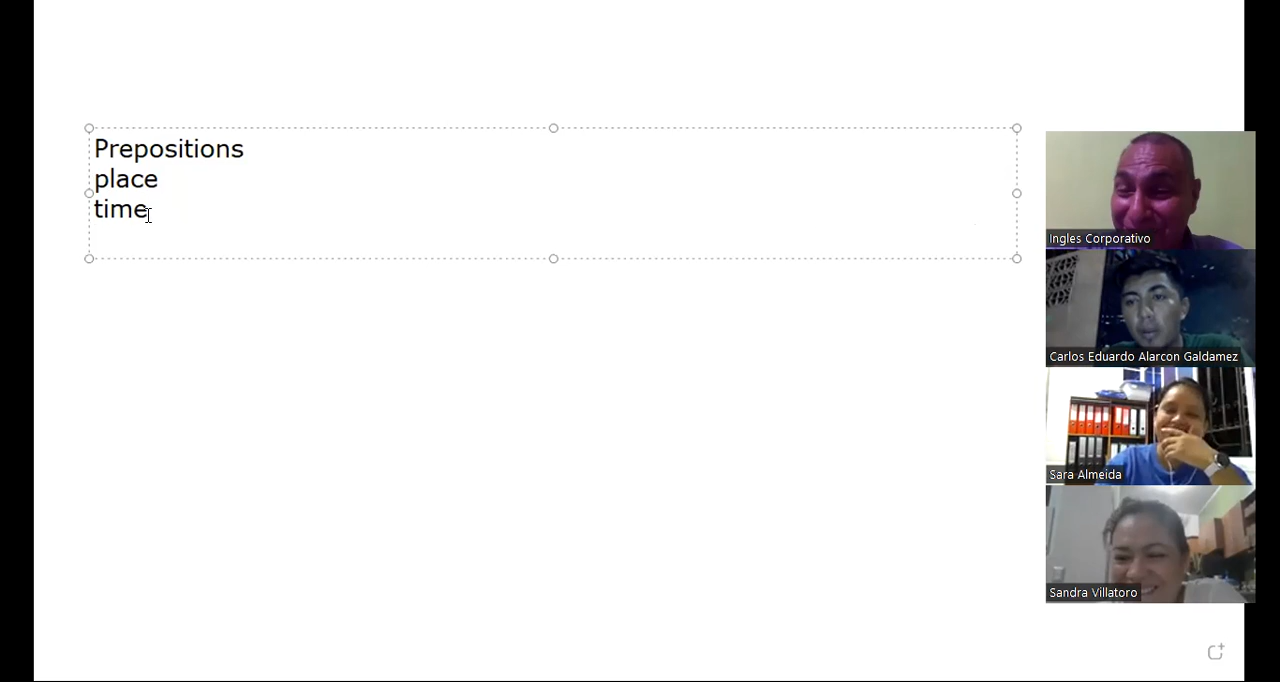 Prepositions
place
time
Ingles Corporativo
Carlos Eduardo Alarcon Galdamez
Sara Almeida
Sandra Villatoro